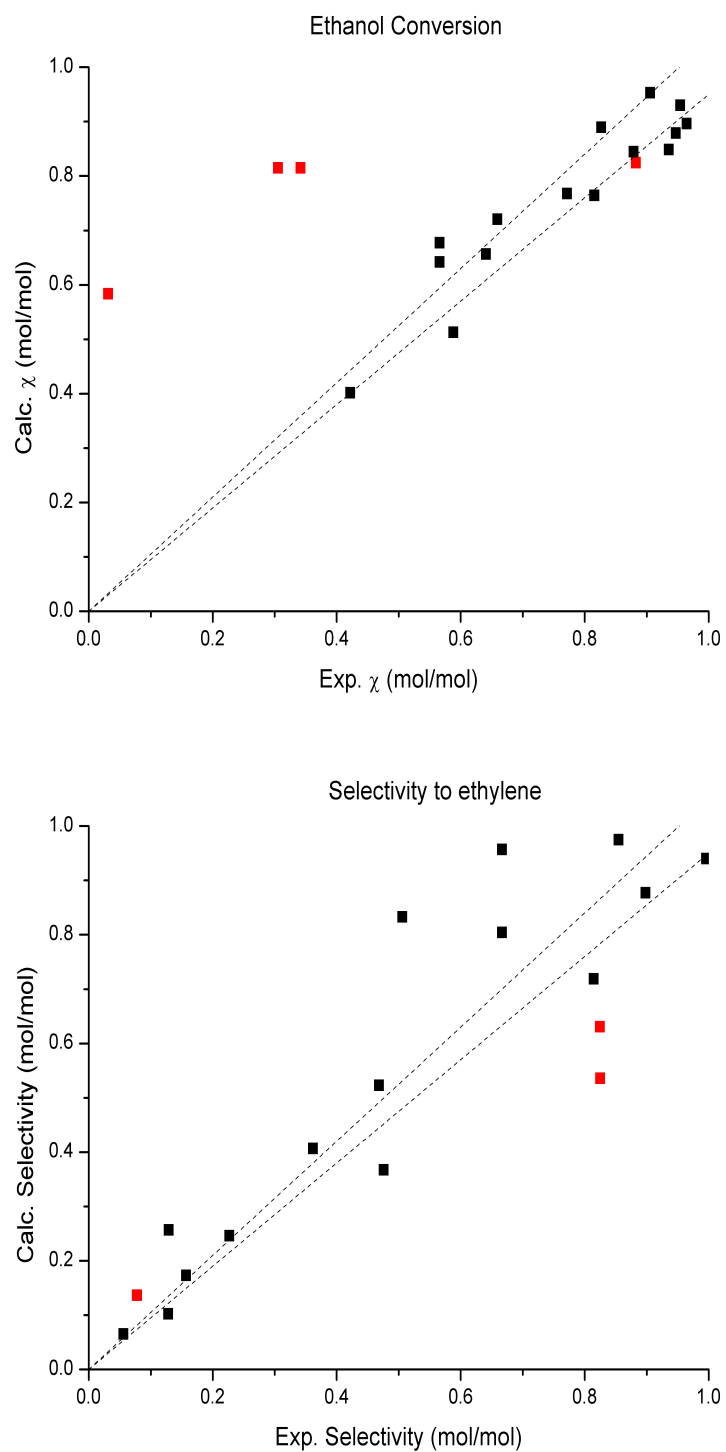 Ethanol Conversion
1.0
0.8
0.6
0.4
0.2
0.0
Calc. χ (mol/mol)
0.0 0.2 0.4 0.6 0.8 1.0
Exp. χ (mol/mol)
Selectivity to ethylene
1.0
0.8
0.6
0.4
0.2
0.0
Calc. Selectivity (mol/mol)
0.0 0.2 0.4 0.6 0.8 1.0
Exp. Selectivity (mol/mol)